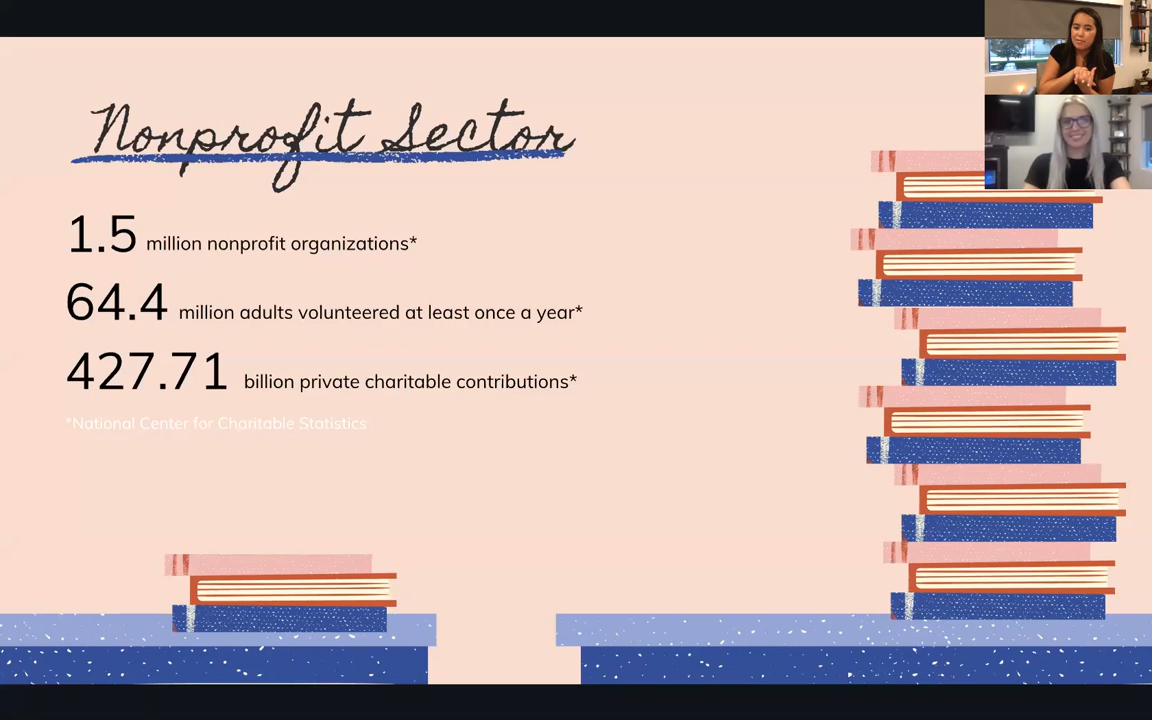 Nonprofit Sector
1.5 million nonprofit organizations*
64.4 million adults volunteered at least once a year*
427.71 billion private charitable contributions*
*National Center for Charitable Statistics